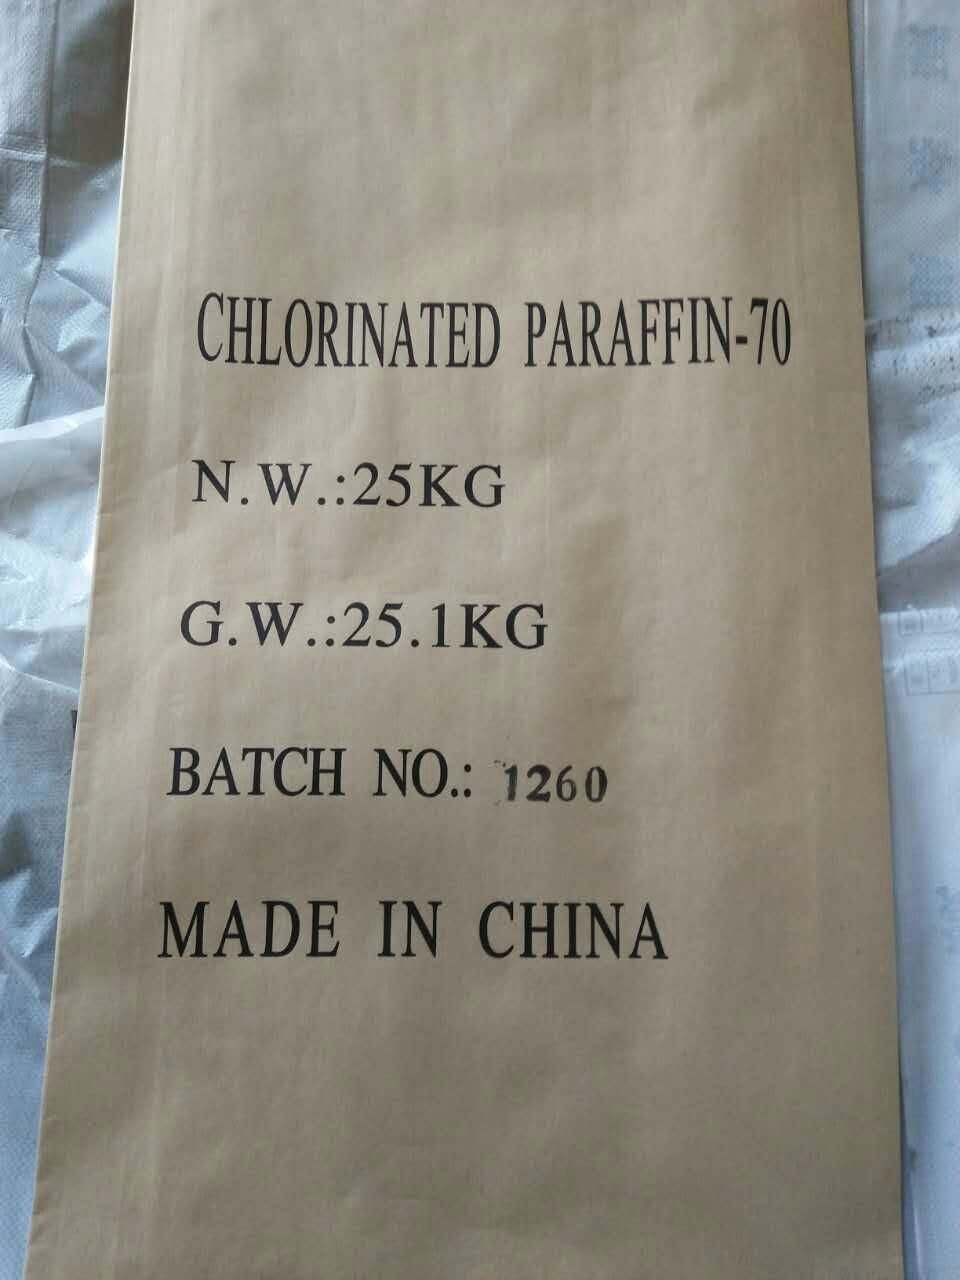 CHLORINATED PARAFFIN-70
N.W.:25KG
G.W.:25.1KG
BATCH NO.: 1260
MADE IN CHINA